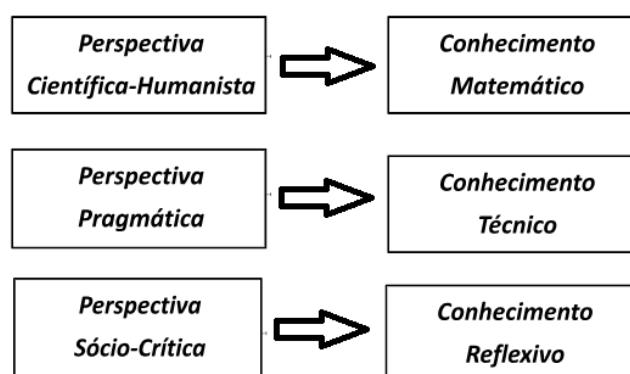 Perspectiva
Científica-Humanista
Conhecimento
Matemático
Perspectiva
Pragmática
Conhecimento
Técnico
Perspectiva
Sócio-Crítica
Conhecimento
Reflexivo